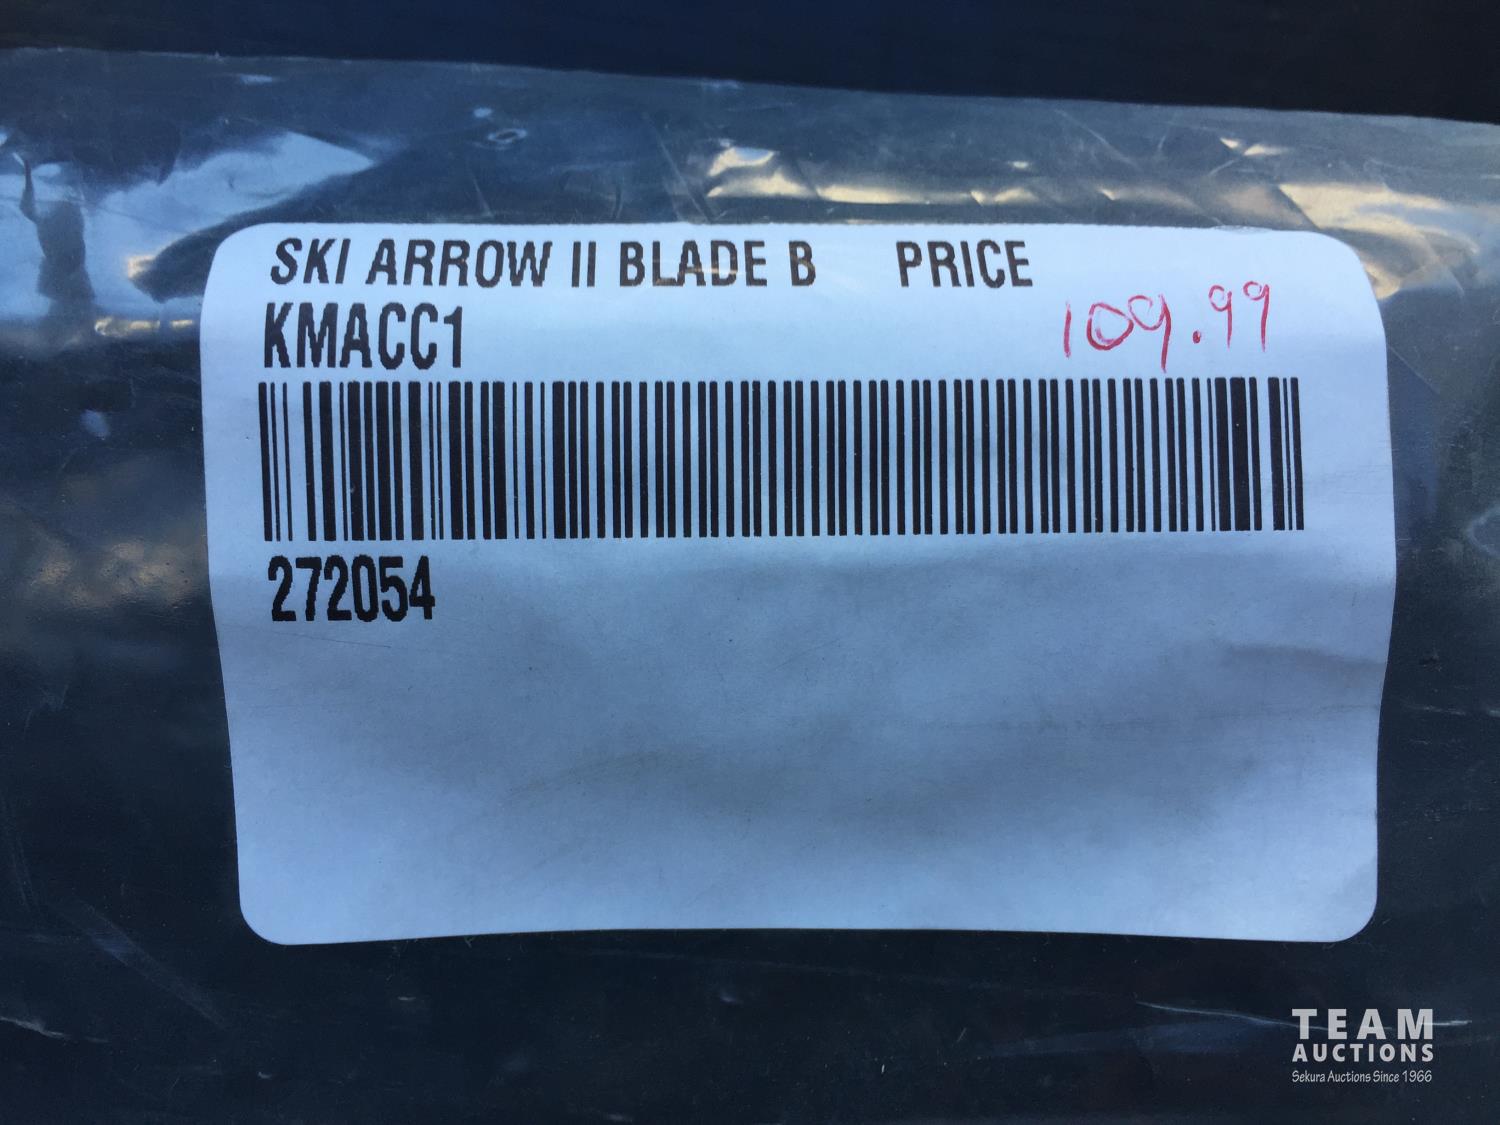 SKI ARROW II BLADE B PRICE
KMACC1 109.99
272054
TEAM
AUCTIONS
Sekura Auctions Since 1966